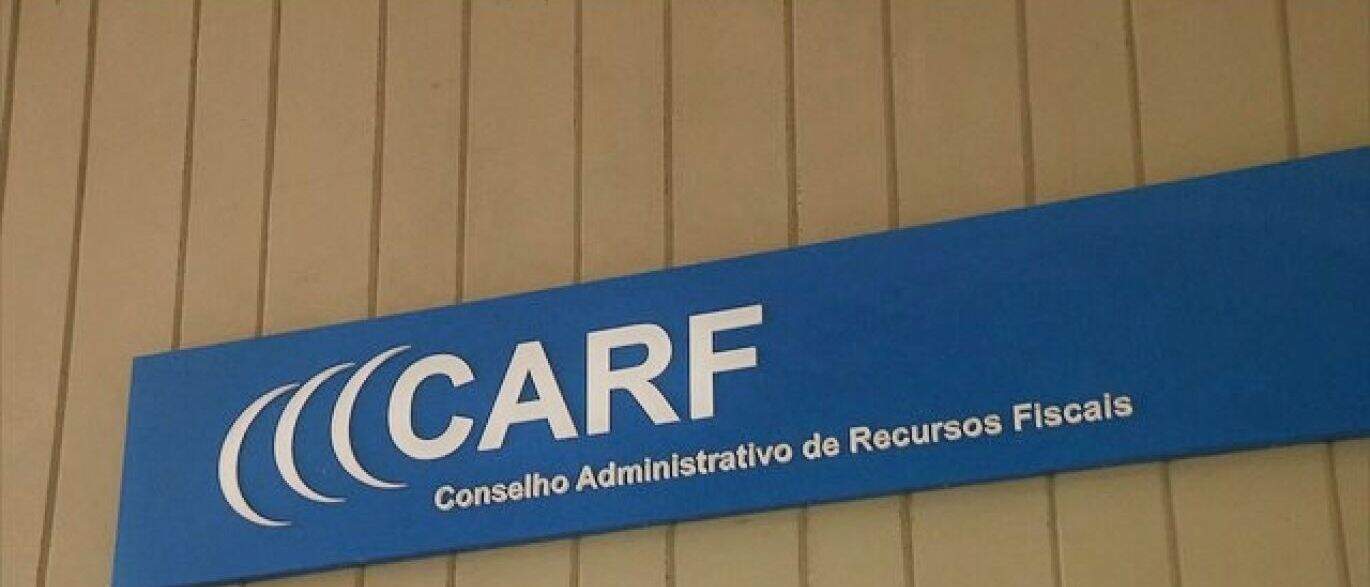 CARF
Conselho Administrativo de Recursos Fiscais